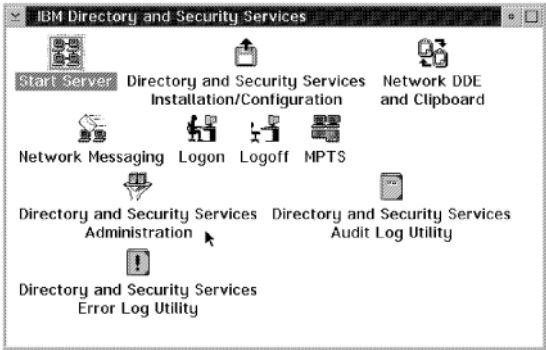 IBM Directory and Security Services
Start Server
Directory and Security Services
Installation/Configuration
Network DDE
and Clipboard
Network Messaging
Logon
Logoff
MPTS
Directory and Security Services
Administration
Directory and Security Services
Audit Log Utility
Directory and Security Services
Error Log Utility